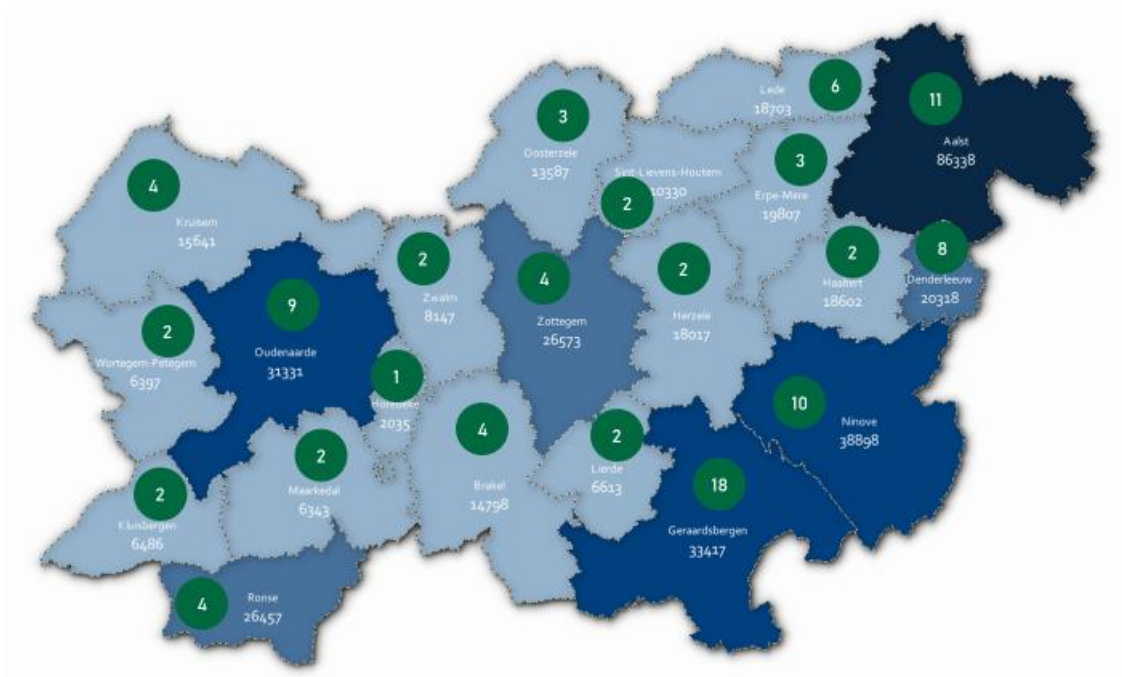 6
Lede
18703
11
Aalst
86338
3
Oosterzele
13587
3
Erpe-Mere
19807
Sint-Lievens-Houtem
10330
2
4
Kruisem
15641
2
Zwalm
8147
4
Zottegem
26573
2
Herzele
18017
2
Haaltert
18602
8
Denderleeuw
20318
9
Oudenaarde
31331
2
Wortegem-Petegem
6397
1
Horebeke
2035
10
Ninove
38898
4
Brakel
14798
2
Lierde
6613
2
Maarkedal
6343
18
Geraardsbergen
33417
2
Kluisbergen
6486
4
Ronse
26457